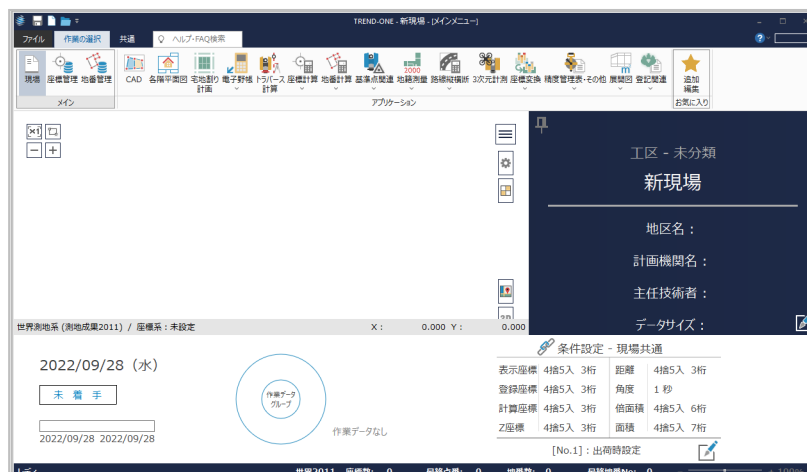 TREND-ONE - 新現場 - [メインメニュー]
ファイル 作業の選択 共通 ヘルプ・FAQ検索
現場 座標管理 地番管理 CAD 各階平面図 宅地割り計画 電子野帳 トラバース計算 座標計算 地番計算 基準点関連 地籍測量 路線縦横断 3次元計測 座標変換 精度管理表・その他 展開図 登記関連 追加編集
メイン アプリケーション お気に入り
工区 - 未分類
新現場
地区名：
計画機関名：
主任技術者：
データサイズ：
世界測地系 (測地成果2011) / 座標系：未設定 X： 0.000 Y： 0.000
2022/09/28（水）
未 着 手
2022/09/28 2022/09/28
作業データ
グループ
作業データなし
条件設定 - 現場共通
表示座標 4捨5入 3桁 距離 4捨5入 3桁
登録座標 4捨5入 3桁 角度 1 秒
計算座標 4捨5入 3桁 倍面積 4捨5入 6桁
Z座標 4捨5入 3桁 面積 4捨5入 7桁
[No.1]：出荷時設定